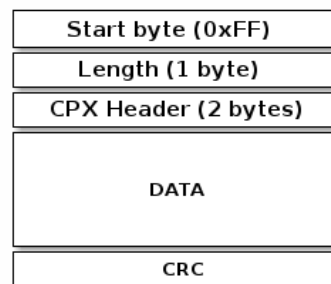 Start byte (0xFF)
Length (1 byte)
CPX Header (2 bytes)
DATA
CRC